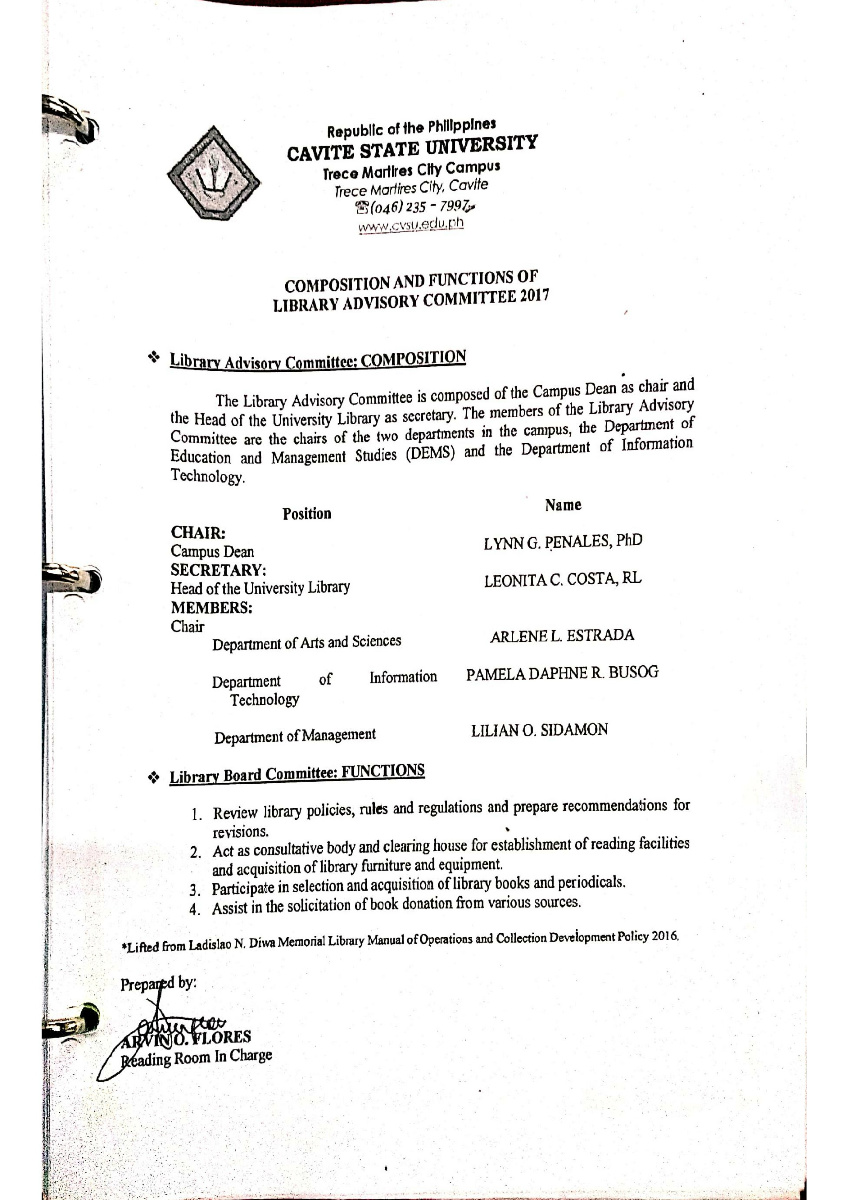 Republic of the Philippines
CAVITE STATE UNIVERSITY
Trece Martires City Campus
Trece Martires City, Cavite
☎(046) 235 - 7997
www.cvsu.edu.ph
COMPOSITION AND FUNCTIONS OF
LIBRARY ADVISORY COMMITTEE 2017
❖ Library Advisory Committee: COMPOSITION
The Library Advisory Committee is composed of the Campus Dean as chair and
the Head of the University Library as secretary. The members of the Library Advisory
Committee are the chairs of the two departments in the campus, the Department of
Education and Management Studies (DEMS) and the Department of Information
Technology.
Position Name
CHAIR:
Campus Dean LYNN G. PENALES, PhD
SECRETARY:
Head of the University Library LEONITA C. COSTA, RL
MEMBERS:
Chair
Department of Arts and Sciences ARLENE L. ESTRADA
Department of Information PAMELA DAPHNE R. BUSOG
Technology
Department of Management LILIAN O. SIDAMON
❖ Library Board Committee: FUNCTIONS
1. Review library policies, rules and regulations and prepare recommendations for
revisions.
2. Act as consultative body and clearing house for establishment of reading facilities
and acquisition of library furniture and equipment.
3. Participate in selection and acquisition of library books and periodicals.
4. Assist in the solicitation of book donation from various sources.
*Lifted from Ladislao N. Diwa Memorial Library Manual of Operations and Collection Development Policy 2016.
Prepared by:
ARVIN O. FLORES
Reading Room In Charge